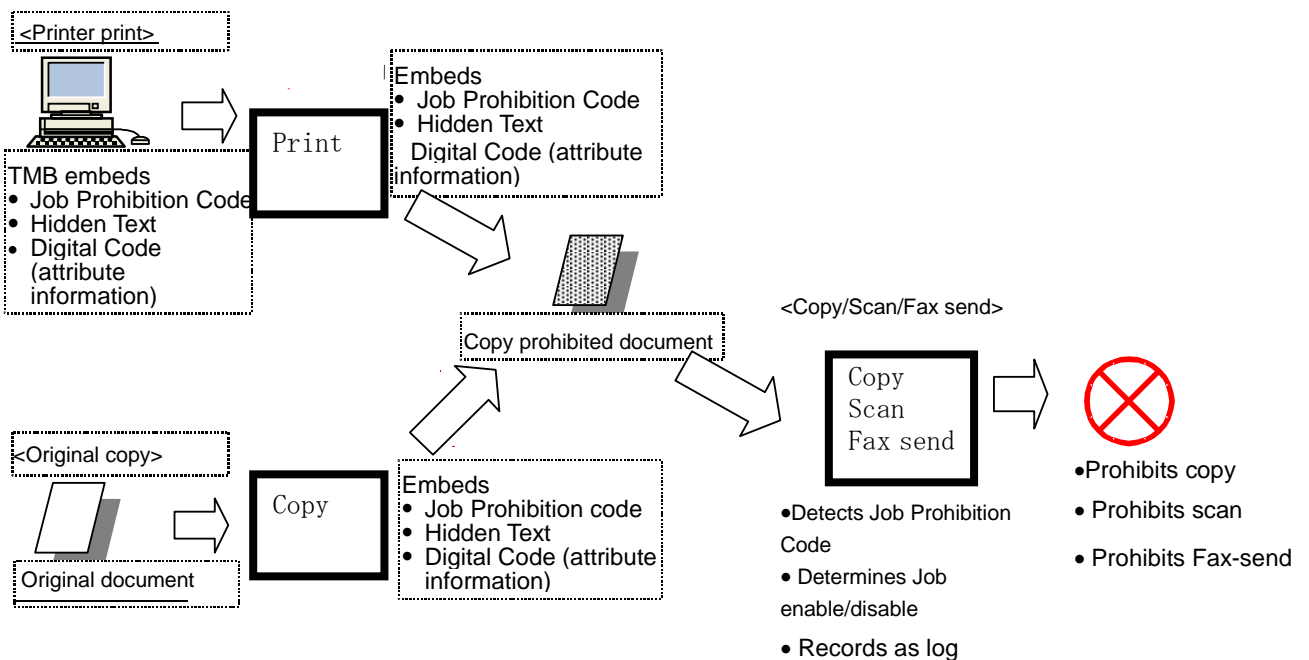 <Printer print>
Print
TMB embeds
• Job Prohibition Code
• Hidden Text
• Digital Code
(attribute
information)
Embeds
• Job Prohibition Code
• Hidden Text
Digital Code (attribute
information)
Copy prohibited document
<Original copy>
Original document
Copy
Embeds
• Job Prohibition code
• Hidden Text
• Digital Code (attribute
information)
<Copy/Scan/Fax send>
Copy
Scan
Fax send
•Detects Job Prohibition
Code
• Determines Job
enable/disable
• Records as log
•Prohibits copy
• Prohibits scan
• Prohibits Fax-send